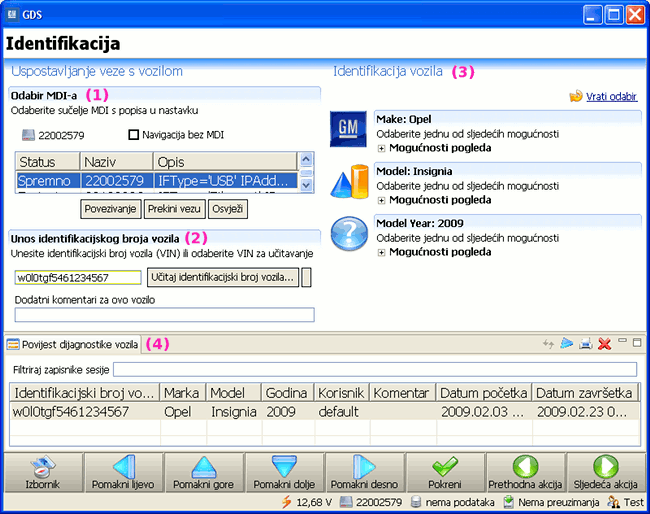 GDS
Identifikacija
Uspostavljanje veze s vozilom
Identifikacija vozila (3)
Odabir MDI-a (1)
Odaberite sučelje MDI s popisa u nastavku
22002579
Navigacija bez MDI
Status Naziv Opis
Spremno 22002579 IFType='USB' IPAdd...
Povezivanje Prekini vezu Osvježi
Vrati odabir
GM
Make: Opel
Odaberite jednu od sljedećih mogućnosti
Mogućnosti pogleda
Model: Insignia
Odaberite jednu od sljedećih mogućnosti
Mogućnosti pogleda
Model Year: 2009
Odaberite jednu od sljedećih mogućnosti
Mogućnosti pogleda
Unos identifikacijskog broja vozila (2)
Unesite identifikacijski broj vozila (VIN) ili odaberite VIN za učitavanje
w0l0tgf5461234567
Učitaj identifikacijski broj vozila...
Dodatni komentari za ovo vozilo
Povijest dijagnostike vozila (4)
Filtriraj zapisnike sesije
Identifikacijski broj vo... Marka Model Godina Korisnik Komentar Datum početka Datum završetka
w0l0tgf5461234567 Opel Insignia 2009 default 2009.02.03 ... 2009.02.23 0...
Izbornik Pomakni lijevo Pomakni gore Pomakni dolje Pomakni desno Pokreni Prethodna akcija Sljedeća akcija
12,68 V 22002579 nema podataka Nema preuzimanja Test